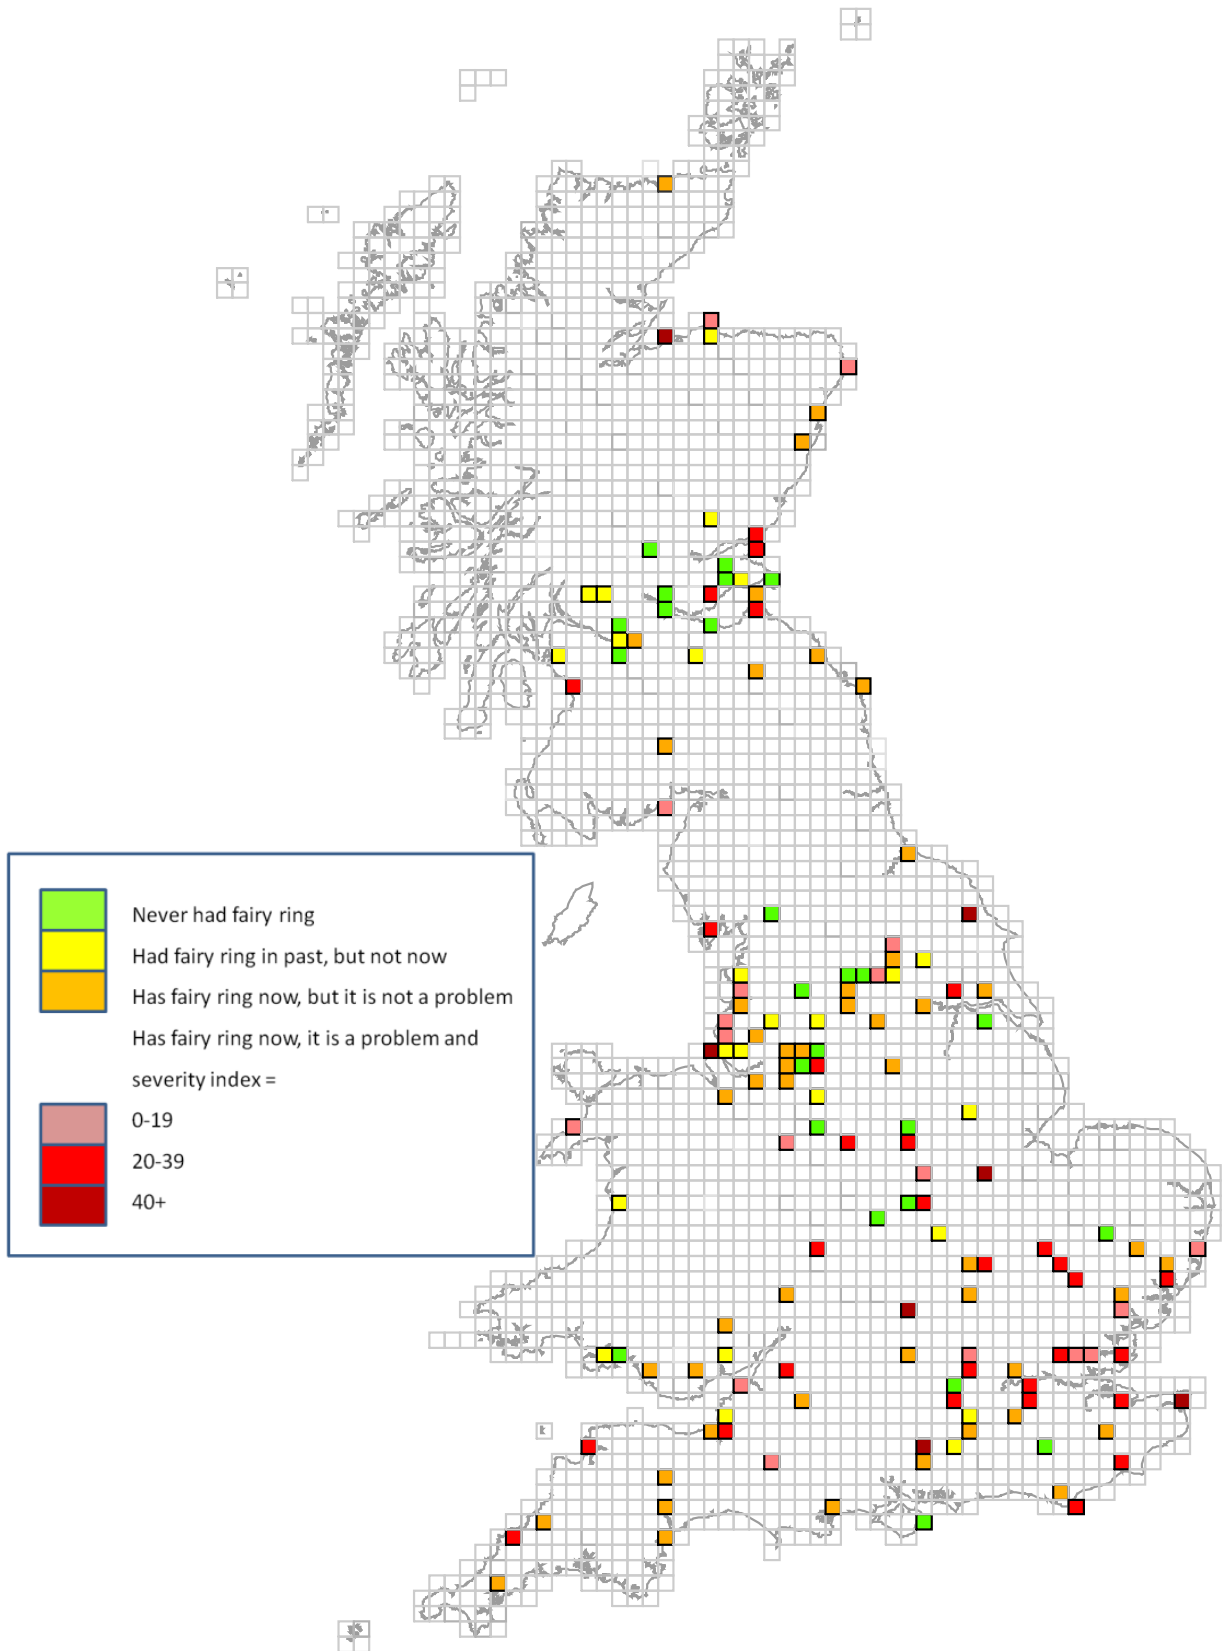 Never had fairy ring
Had fairy ring in past, but not now
Has fairy ring now, but it is not a problem
Has fairy ring now, it is a problem and
severity index =
0-19
20-39
40+